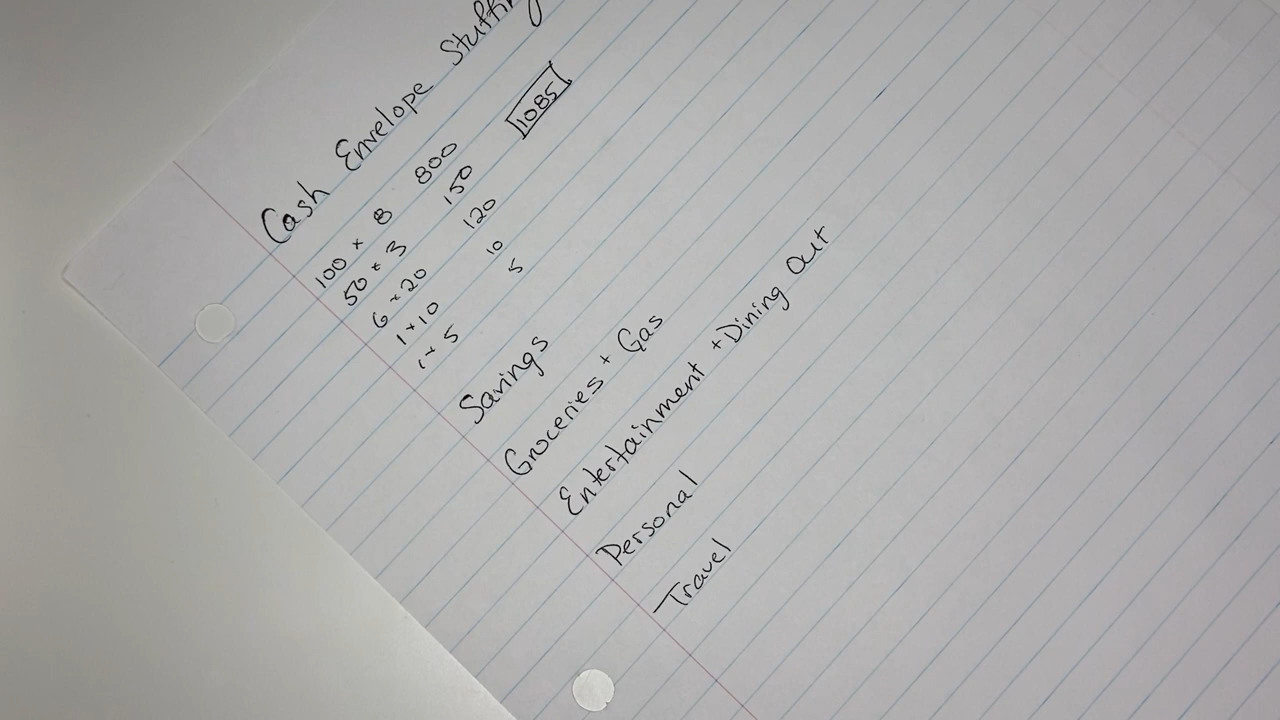 Cash Envelope Stuffing
100 x 8 800 1085
50 x 3 150
6 x 20 120
1 x 10 10
1 x 5 5
Savings
Groceries + Gas
Entertainment + Dining Out
Personal
Travel